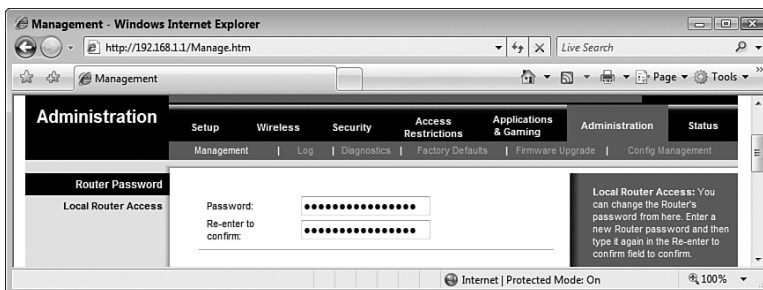 Management - Windows Internet Explorer
http://192.168.1.1/Manage.htm
Live Search
Management
Page
Tools
Administration
Setup
Wireless
Security
Access Restrictions
Applications & Gaming
Administration
Status
Management | Log | Diagnostics | Factory Defaults | Firmware Upgrade | Config Management
Router Password
Local Router Access
Password: ••••••••••••••••
Re-enter to
confirm: ••••••••••••••••
Local Router Access: You
can change the Router's
password from here. Enter a
new Router password and then
type it again in the Re-enter to
confirm field to confirm.
Internet | Protected Mode: On
100%